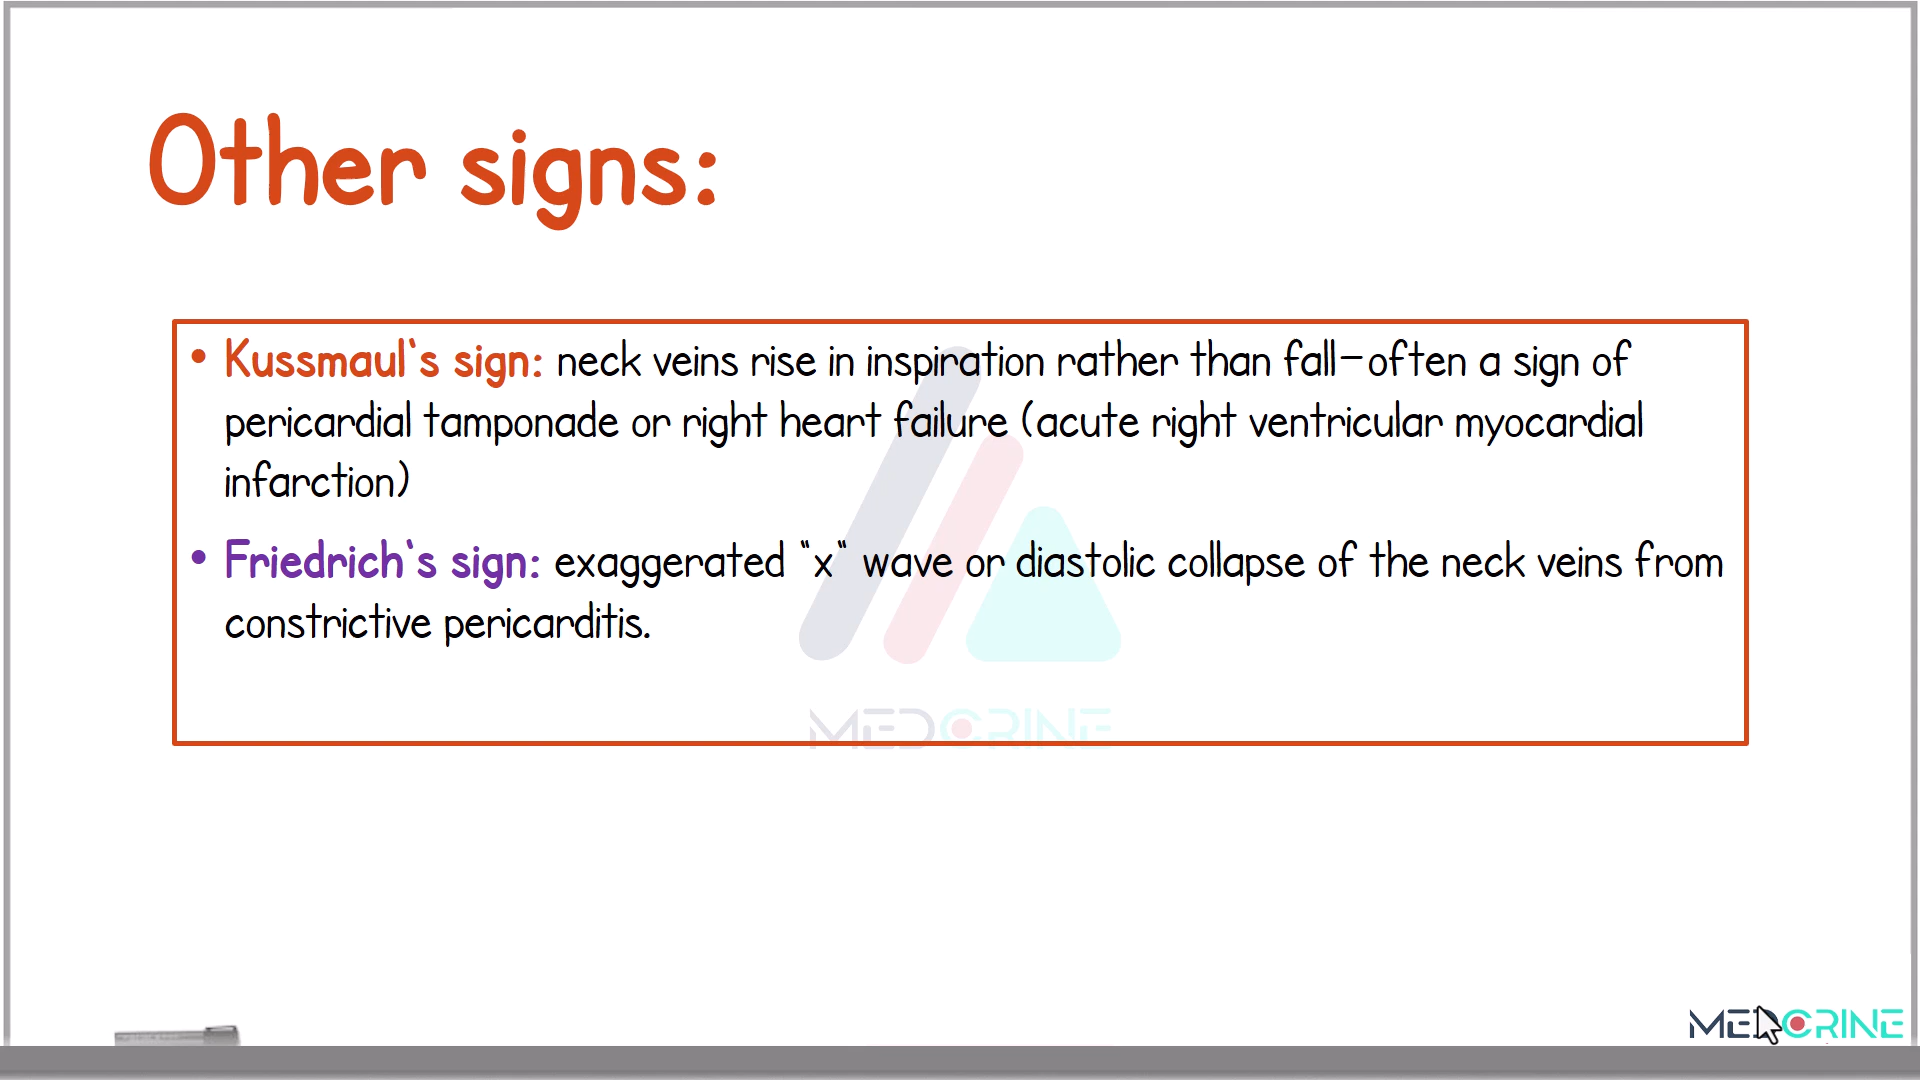 Other signs:
• Kussmaul's sign: neck veins rise in inspiration rather than fall—often a sign of
pericardial tamponade or right heart failure (acute right ventricular myocardial
infarction)
• Friedrich's sign: exaggerated "x" wave or diastolic collapse of the neck veins from
constrictive pericarditis.
MEDCRINE
MEDCRINE